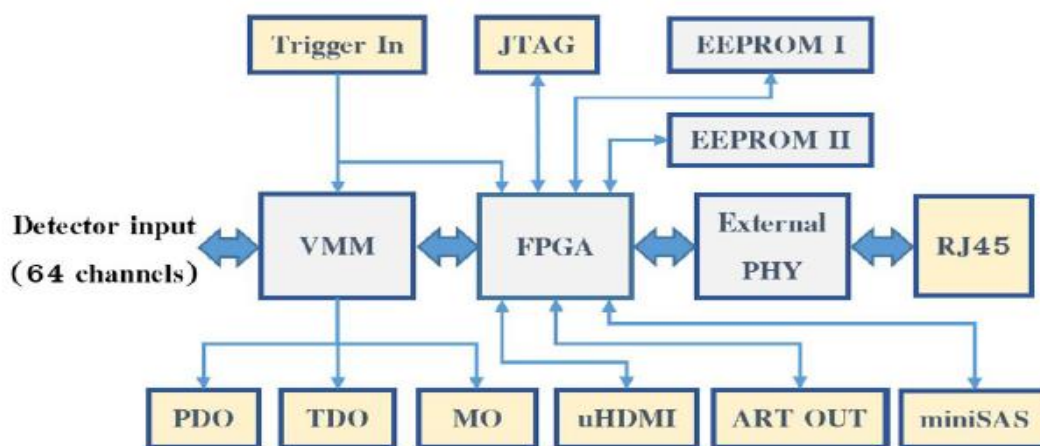 Trigger In
JTAG
EEPROM I
EEPROM II
Detector input
(64 channels)
VMM
FPGA
External
PHY
RJ45
PDO
TDO
MO
uHDMI
ART OUT
miniSAS